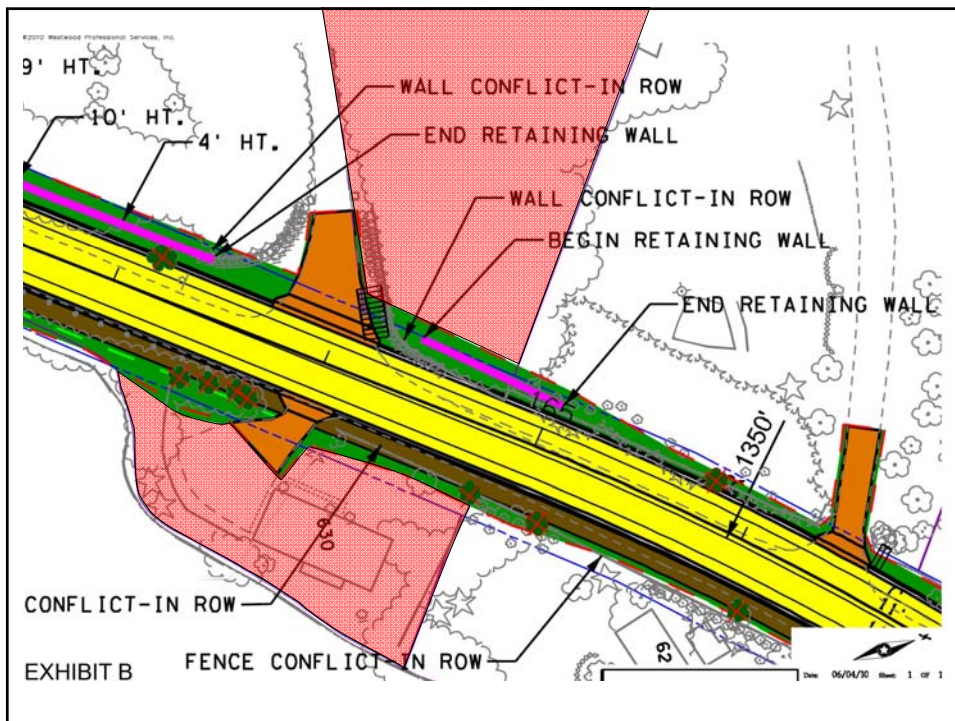 ©2010 Westwood Professional Services, Inc.
9' HT.
10' HT.
4' HT.
WALL CONFLICT-IN ROW
END RETAINING WALL
WALL CONFLICT-IN ROW
BEGIN RETAINING WALL
END RETAINING WALL
165
1350'
630
CONFLICT-IN ROW
FENCE CONFLICT-IN ROW
62
11'
EXHIBIT B
Date: 06/04/10 Sheet: 1 OF 1